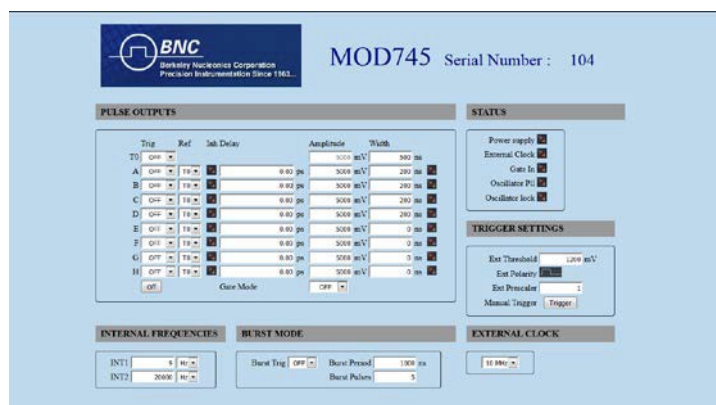 BNC
Berkeley Nucleonics Corporation
Precision Instrumentation Since 1963...
MOD745 Serial Number : 104
PULSE OUTPUTS
Trig Ref Inh Delay Amplitude Width
T0 OFF 5000 mV 500 ns
A OFF T0 0.00 ps 5000 mV 200 ns
B OFF T0 0.00 ps 5000 mV 200 ns
C OFF T0 0.00 ps 5000 mV 200 ns
D OFF T0 0.00 ps 5000 mV 200 ns
E OFF T0 0.00 ps 5000 mV 0 ns
F OFF T0 0.00 ps 5000 mV 0 ns
G OFF T0 0.00 ps 5000 mV 0 ns
H OFF T0 0.00 ps 5000 mV 0 ns
Off Gate Mode OFF
STATUS
Power supply
External Clock
Gate In
Oscillator Pll
Oscillator lock
TRIGGER SETTINGS
Ext Threshold 1200 mV
Ext Polarity
Ext Prescaler 1
Manual Trigger Trigger
INTERNAL FREQUENCIES
INT1 5 Hz
INT2 20000 Hz
BURST MODE
Burst Trig OFF Burst Period 1000 ns
Burst Pulses 5
EXTERNAL CLOCK
10 MHz